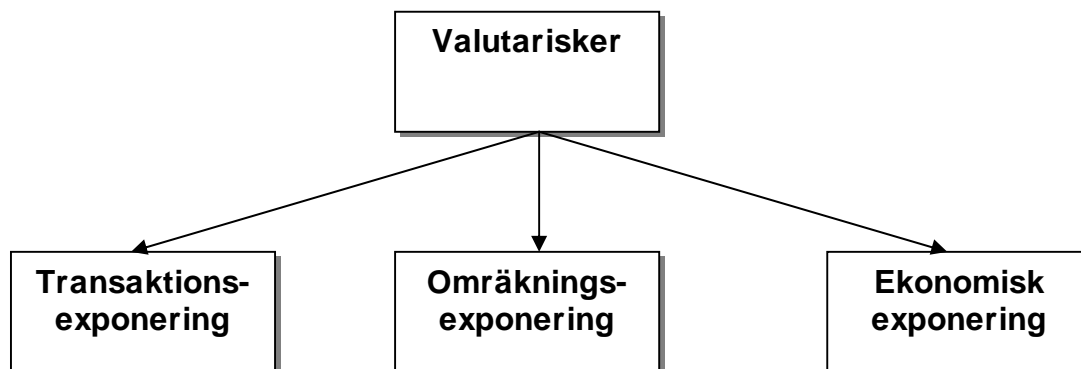 Valutarisker
Transaktions-
exponering
Omräknings-
exponering
Ekonomisk
exponering